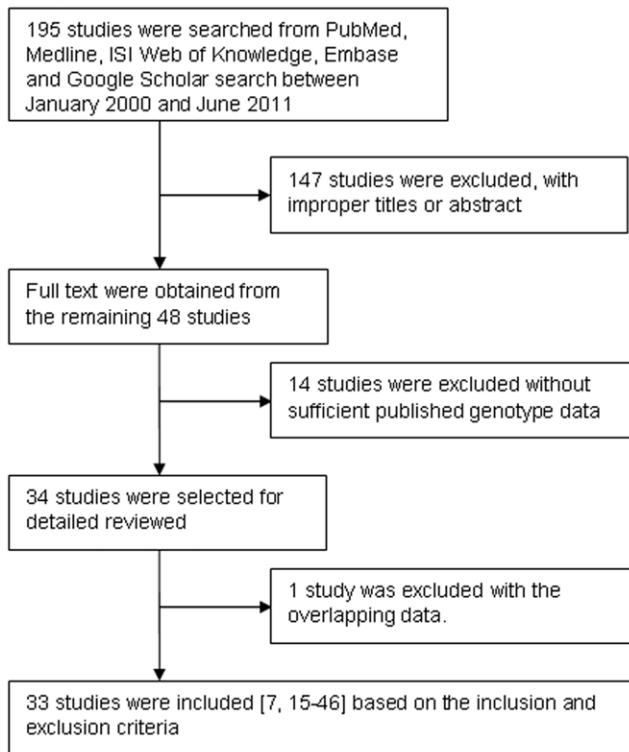 195 studies were searched from PubMed,
Medline, ISI Web of Knowledge, Embase
and Google Scholar search between
January 2000 and June 2011
147 studies were excluded, with
improper titles or abstract
Full text were obtained from
the remaining 48 studies
14 studies were excluded without
sufficient published genotype data
34 studies were selected for
detailed reviewed
1 study was excluded with the
overlapping data.
33 studies were included [7, 15-46] based on the inclusion and
exclusion criteria